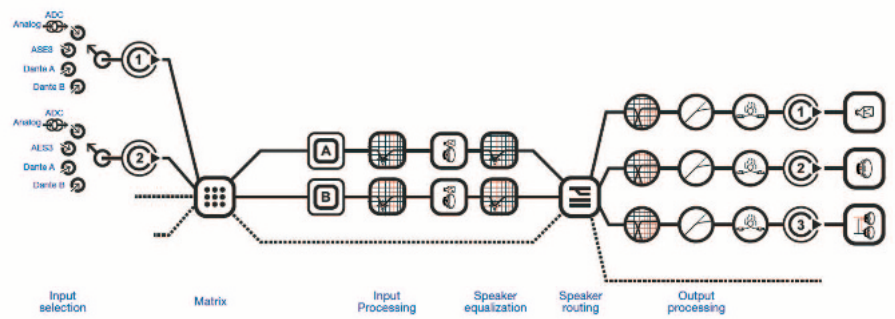 ADC
Analog
ASE3
Dante A
Dante B
1
ADC
Analog
AES3
Dante A
Dante B
2
A
B
1
2
3
Input
selection
Matrix
Input
Processing
Speaker
equalization
Speaker
routing
Output
processing